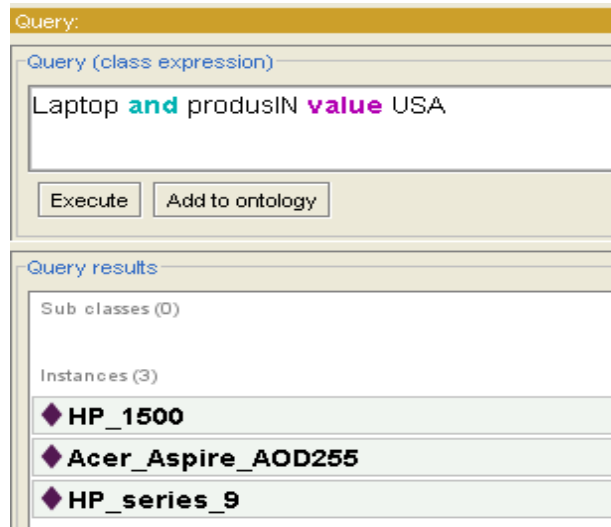 Query:
Query (class expression)
Laptop and produsIN value USA
Execute Add to ontology
Query results
Sub classes (0)
Instances (3)
HP_1500
Acer_Aspire_AOD255
HP_series_9